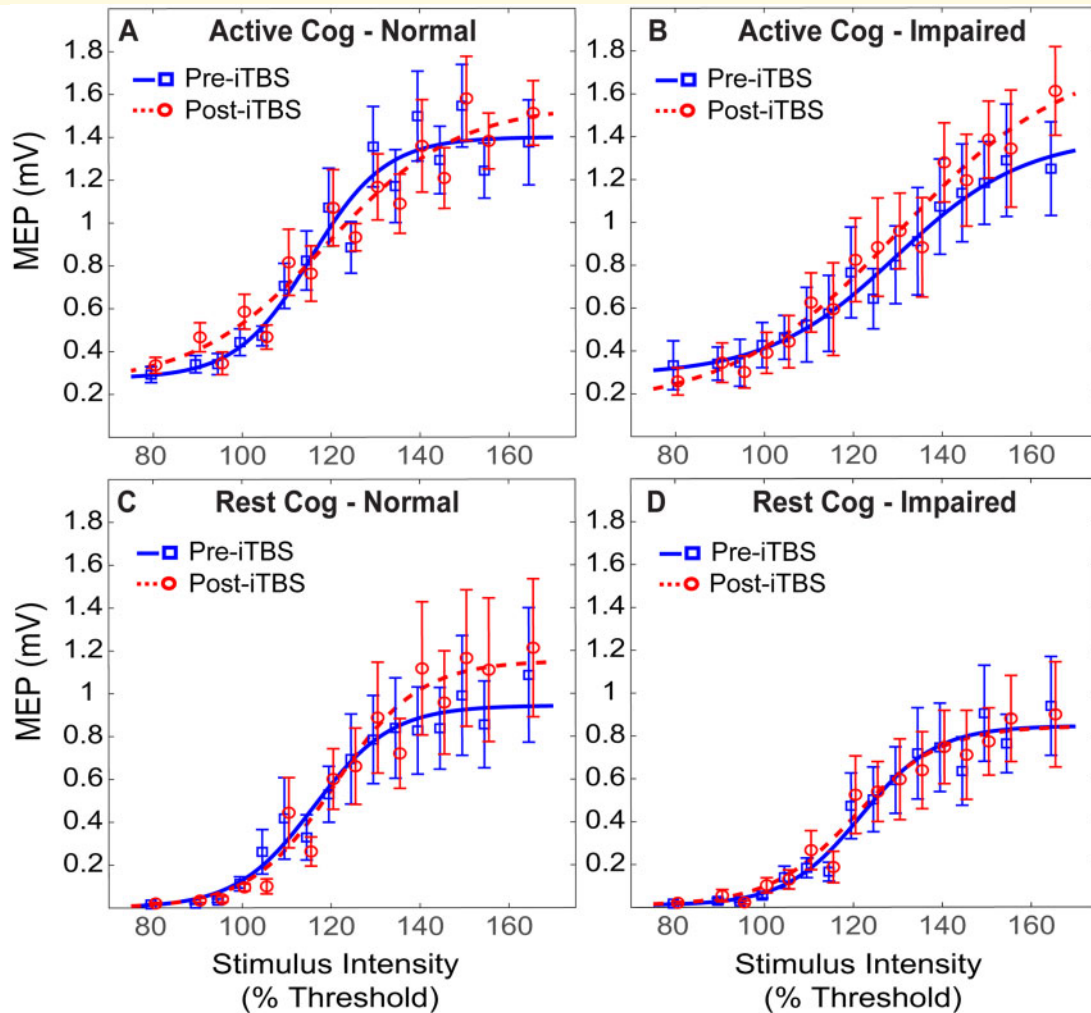 A Active Cog - Normal
Pre-iTBS
Post-iTBS
MEP (mV)
1.8
1.6
1.4
1.2
1
0.8
0.6
0.4
0.2
80 100 120 140 160
B Active Cog - Impaired
Pre-iTBS
Post-iTBS
1.8
1.6
1.4
1.2
1
0.8
0.6
0.4
0.2
80 100 120 140 160
C Rest Cog - Normal
Pre-iTBS
Post-iTBS
MEP (mV)
1.8
1.6
1.4
1.2
1
0.8
0.6
0.4
0.2
80 100 120 140 160
Stimulus Intensity
(% Threshold)
D Rest Cog - Impaired
Pre-iTBS
Post-iTBS
1.8
1.6
1.4
1.2
1
0.8
0.6
0.4
0.2
80 100 120 140 160
Stimulus Intensity
(% Threshold)